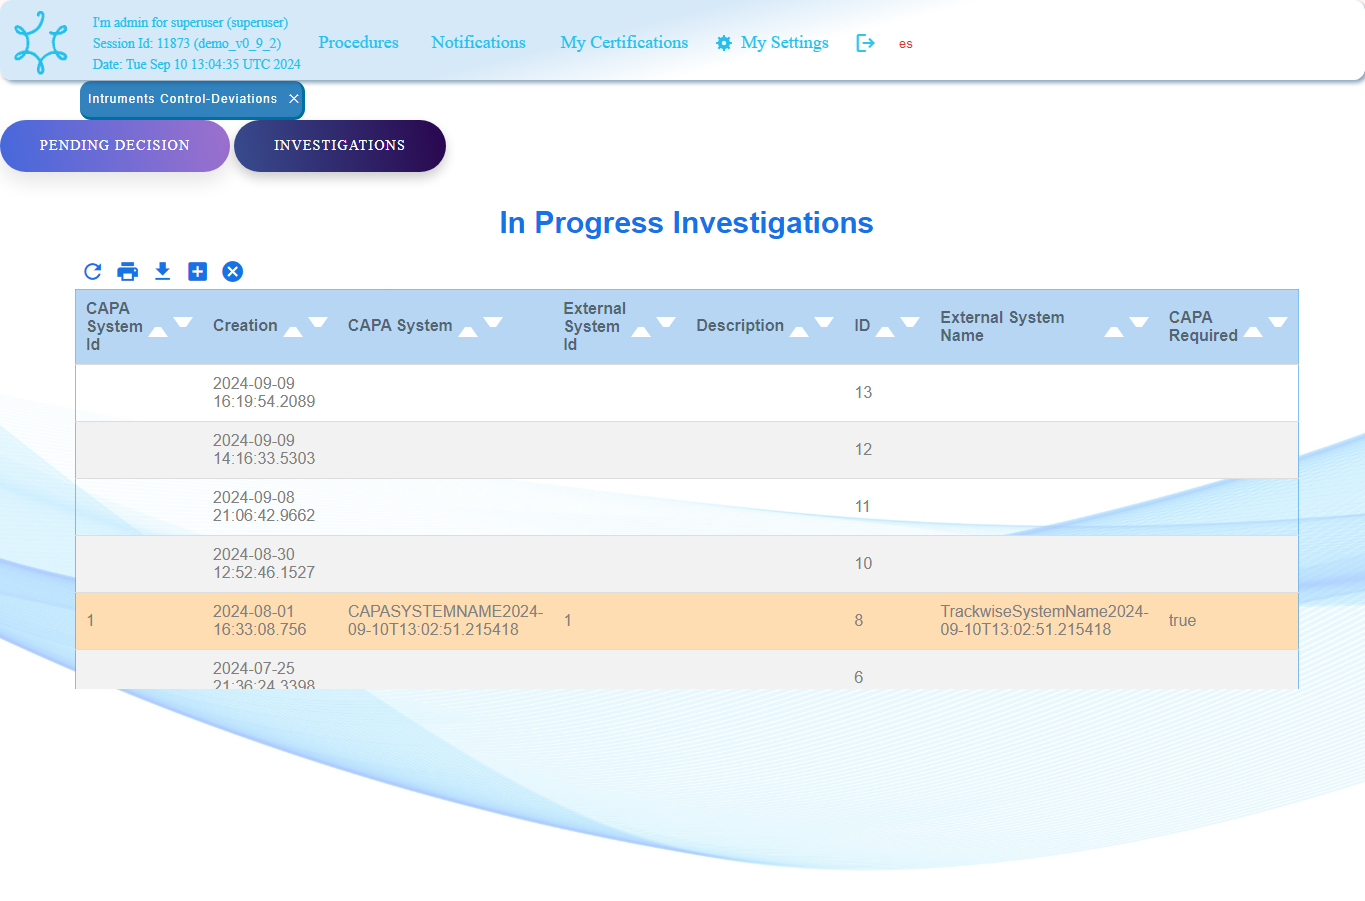 I'm admin for superuser (superuser)
Session Id: 11873 (demo_v0_9_2)
Date: Tue Sep 10 13:04:35 UTC 2024
Procedures
Notifications
My Certifications
My Settings
es
Intruments Control-Deviations
PENDING DECISION
INVESTIGATIONS
In Progress Investigations
CAPA System Id
Creation
CAPA System
External System Id
Description
ID
External System Name
CAPA Required
2024-09-09 16:19:54.2089
13
2024-09-09 14:16:33.5303
12
2024-09-08 21:06:42.9662
11
2024-08-30 12:52:46.1527
10
1
2024-08-01 16:33:08.756
CAPASYSTEMNAME2024-09-10T13:02:51.215418
1
8
TrackwiseSystemName2024-09-10T13:02:51.215418
true
2024-07-25 21:36:24.3398
6